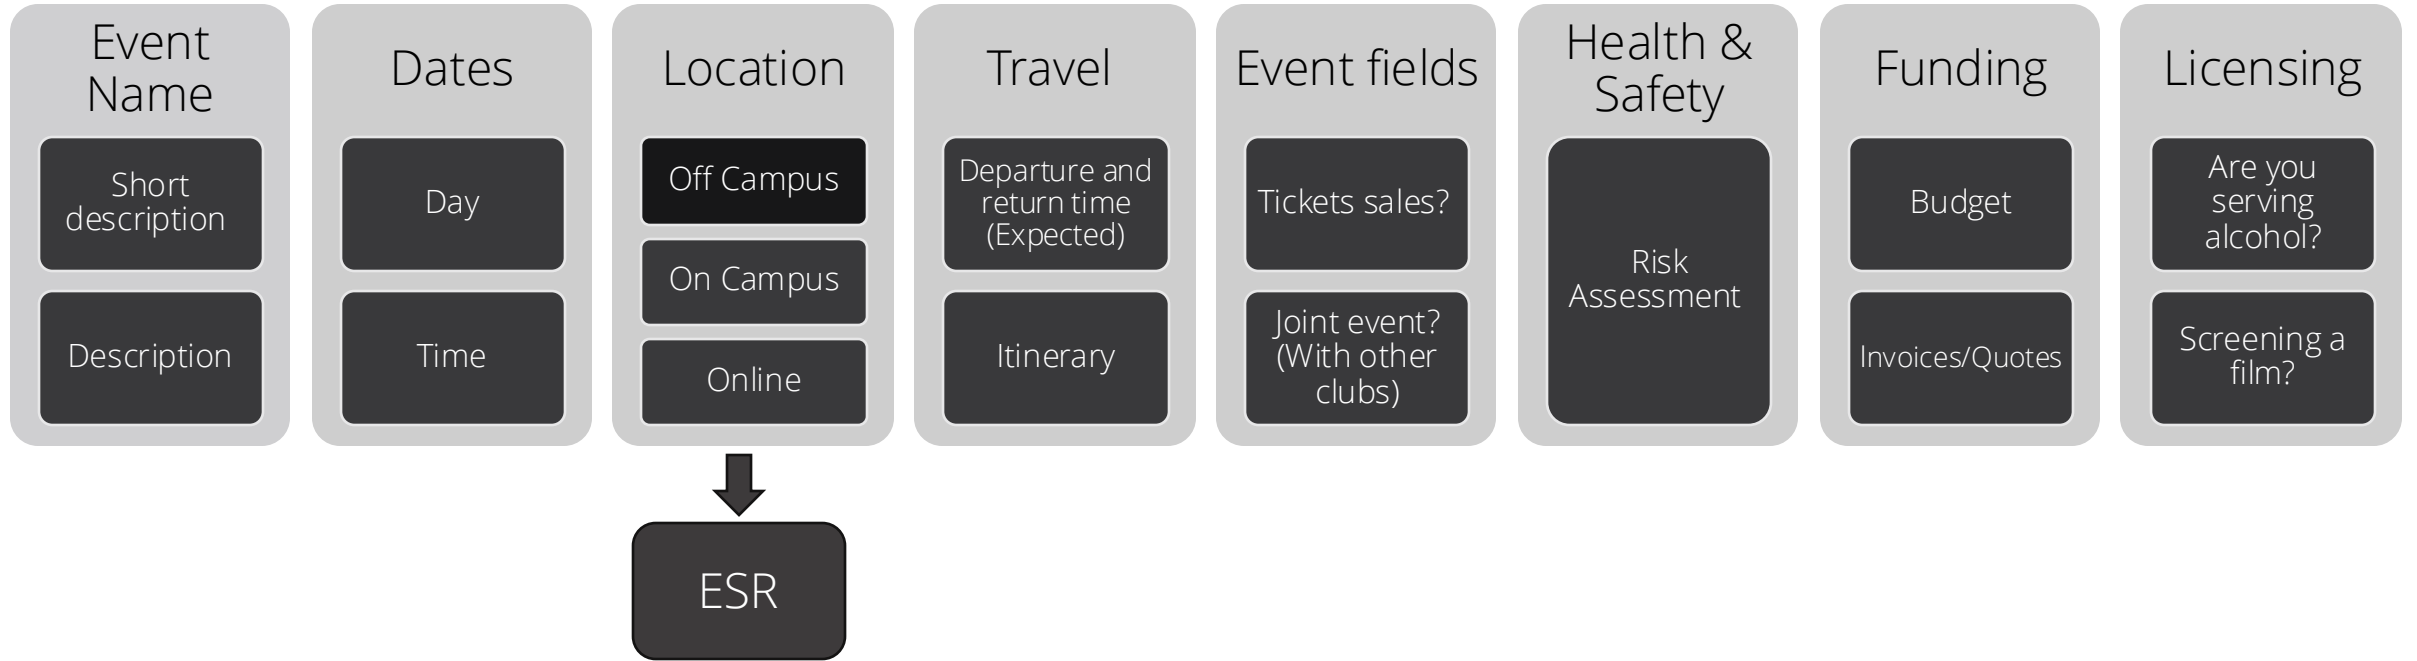 Event
Name
Short
description
Description
Dates
Day
Time
Location
Off Campus
On Campus
Online
ESR
Travel
Departure and
return time
(Expected)
Itinerary
Event fields
Tickets sales?
Joint event?
(With other
clubs)
Health &
Safety
Risk
Assessment
Funding
Budget
Invoices/Quotes
Licensing
Are you
serving
alcohol?
Screening a
film?